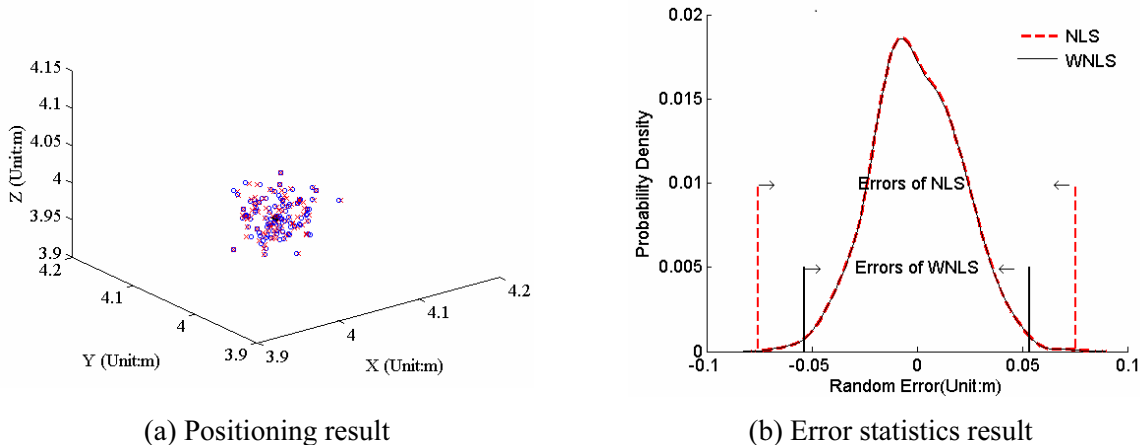 4.15
4.1
4.05
4
3.95
3.9
Z (Unit:m)
4.2
4.1
4
3.9
Y (Unit:m)
3.9
4
4.1
4.2
X (Unit:m)
(a) Positioning result
0.02
0.015
0.01
0.005
0
Probability Density
NLS
WNLS
Errors of NLS
Errors of WNLS
-0.1
-0.05
0
0.05
0.1
Random Error(Unit:m)
(b) Error statistics result